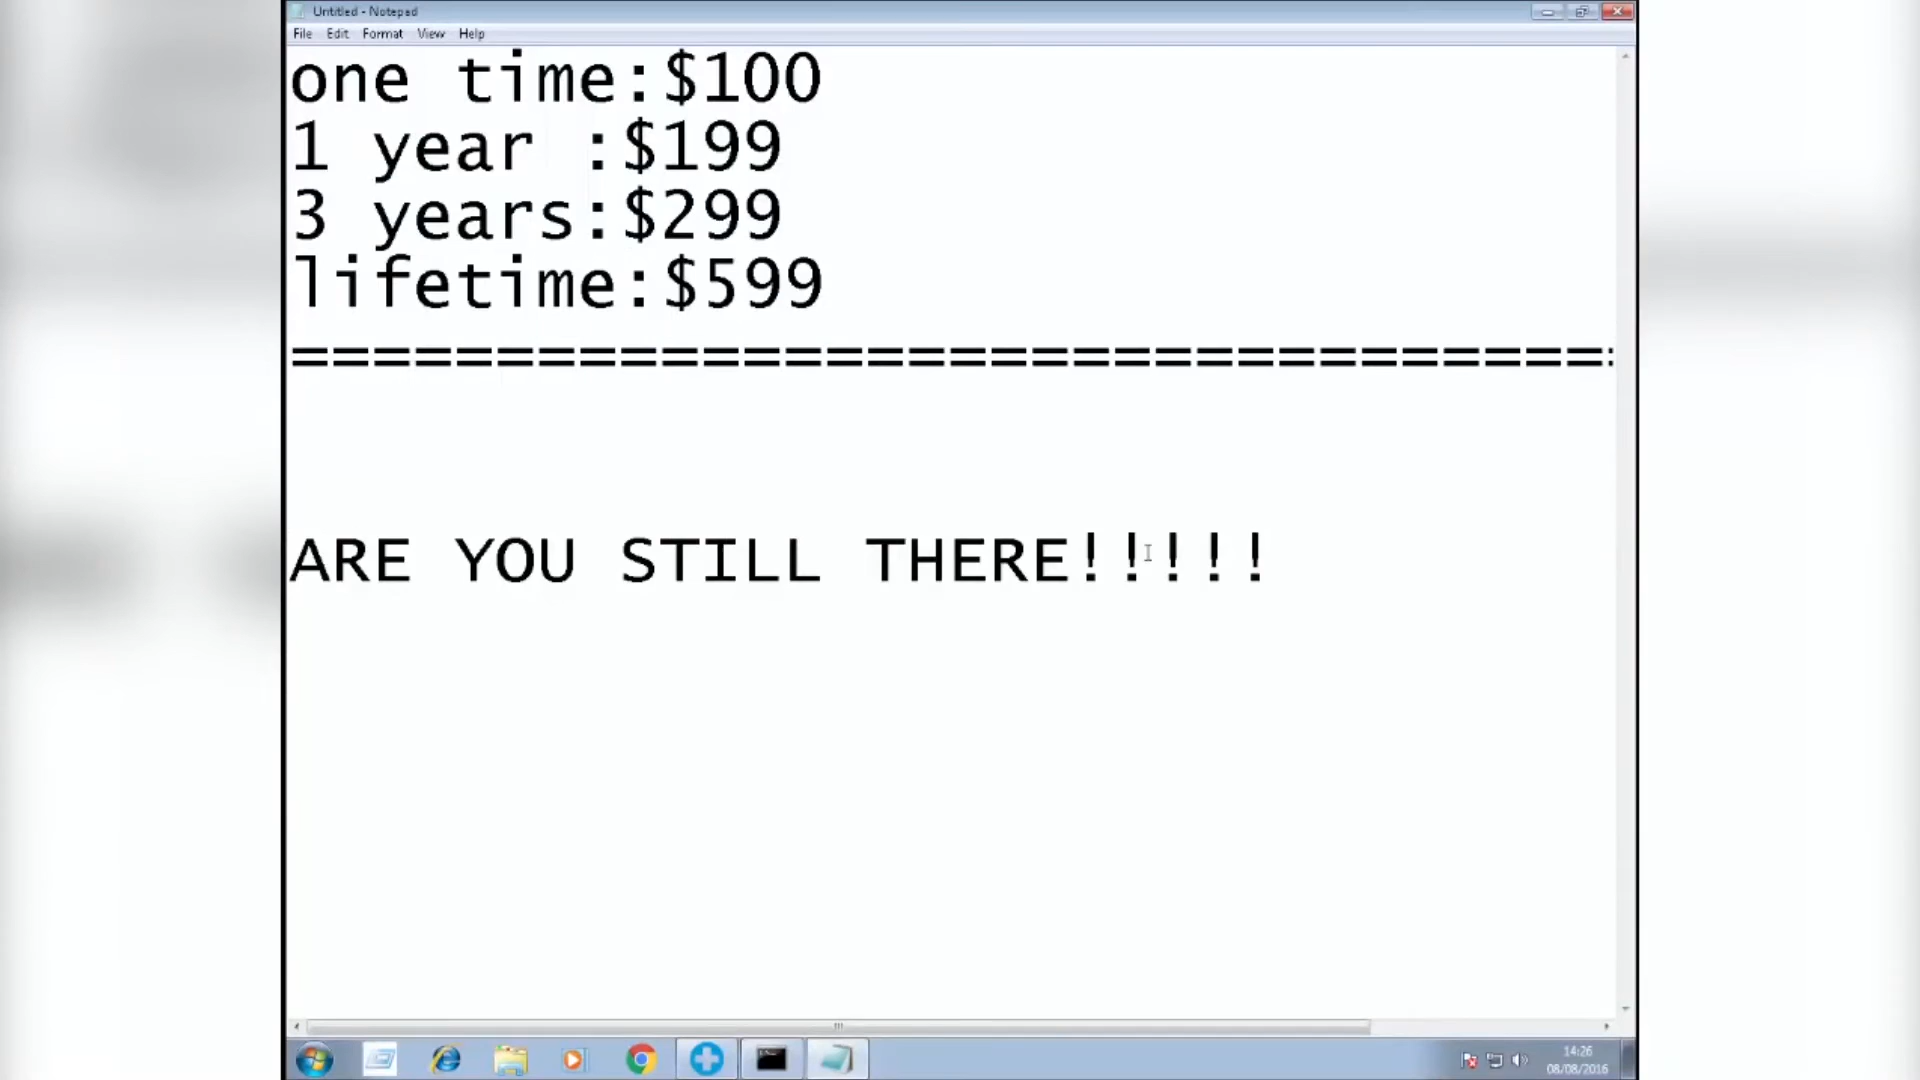 Untitled - Notepad
File Edit Format View Help
one time:$100
1 year :$199
3 years:$299
lifetime:$599
=================================
ARE YOU STILL THERE!!!!!
14:26
08/08/2016